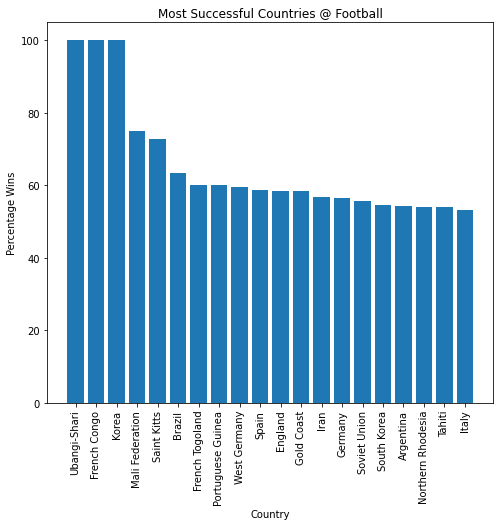 Most Successful Countries @ Football
100
80
60
40
20
0
Percentage Wins
Ubangi-Shari
French Congo
Korea
Mali Federation
Saint Kitts
Brazil
French Togoland
Portuguese Guinea
West Germany
Spain
England
Gold Coast
Iran
Germany
Soviet Union
South Korea
Argentina
Northern Rhodesia
Tahiti
Italy
Country